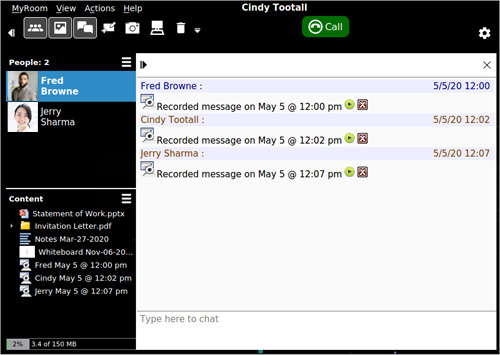 Cindy Tootall
MyRoom View Actions Help
Call
People: 2
Fred
Browne
Jerry
Sharma
Content
Statement of Work.pptx
Invitation Letter.pdf
Notes Mar-27-2020
Whiteboard Nov-06-20...
Fred May 5 @ 12:00 pm
Cindy May 5 @ 12:02 pm
Jerry May 5 @ 12:07 pm
2% 3.4 of 150 MB
Fred Browne : 5/5/20 12:00
Recorded message on May 5 @ 12:00 pm
Cindy Tootall : 5/5/20 12:02
Recorded message on May 5 @ 12:02 pm
Jerry Sharma : 5/5/20 12:07
Recorded message on May 5 @ 12:07 pm
Type here to chat